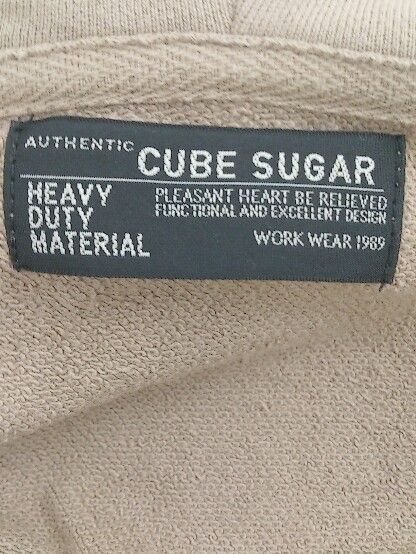 AUTHENTIC CUBE SUGAR
HEAVY DUTY MATERIAL
PLEASANT HEART BE RELIEVED
FUNCTIONAL AND EXCELLENT DESIGN
WORK WEAR 1989